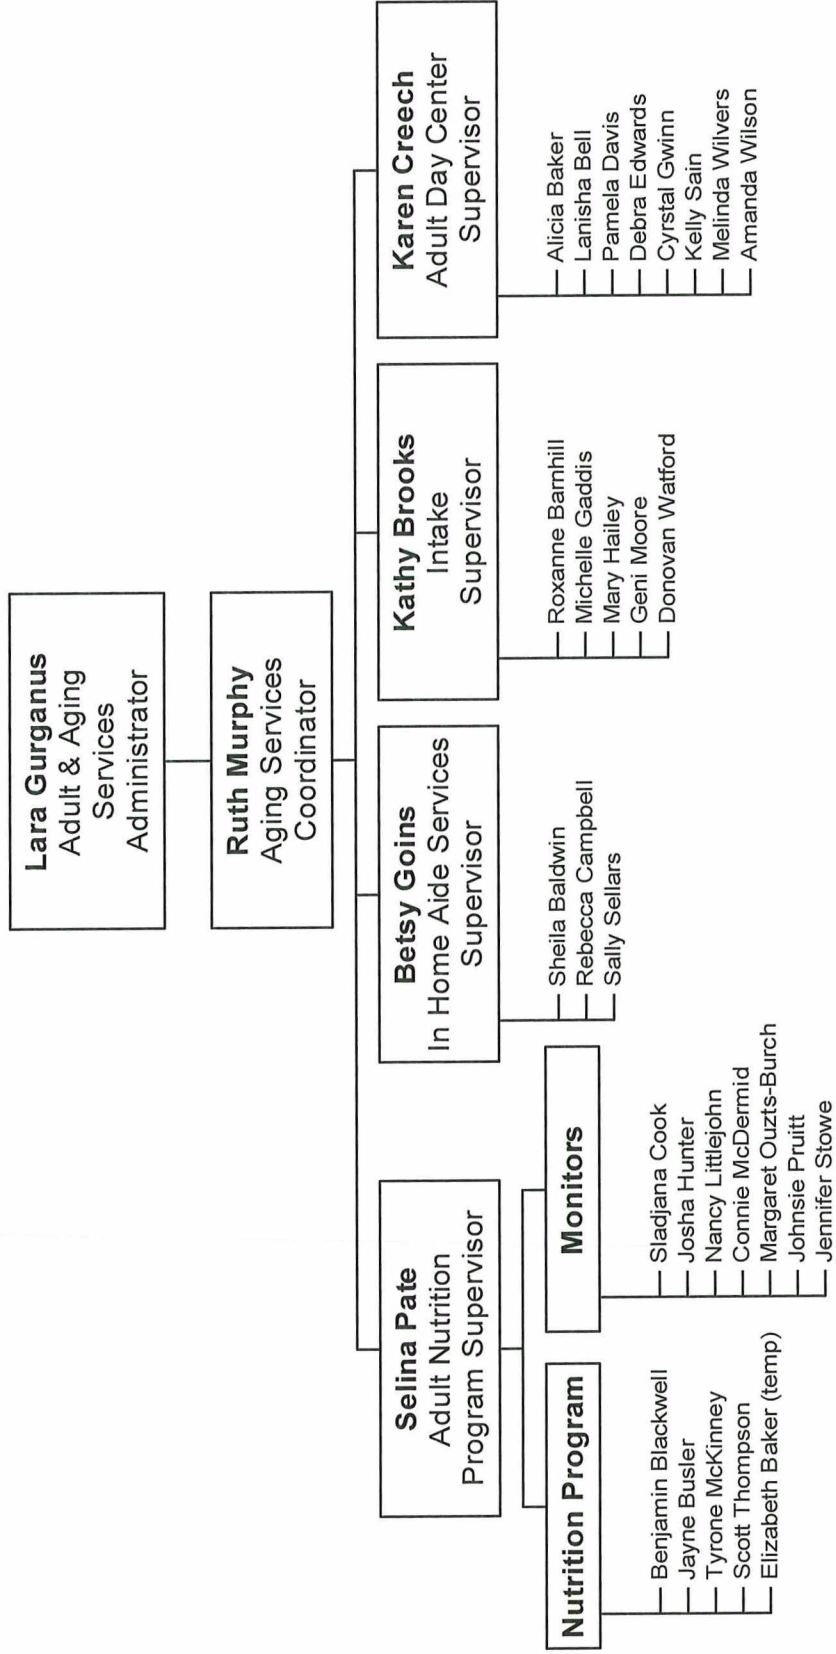 Lara Gurganus
Adult & Aging
Services
Administrator
Ruth Murphy
Aging Services
Coordinator
Selina Pate
Adult Nutrition
Program Supervisor
Nutrition Program
Benjamin Blackwell
Jayne Busler
Tyrone McKinney
Scott Thompson
Elizabeth Baker (temp)
Monitors
Sladjana Cook
Josha Hunter
Nancy Littlejohn
Connie McDermid
Margaret Ouzts-Burch
Johnsie Pruitt
Jennifer Stowe
Betsy Goins
In Home Aide Services
Supervisor
Sheila Baldwin
Rebecca Campbell
Sally Sellars
Kathy Brooks
Intake
Supervisor
Roxanne Barnhill
Michelle Gaddis
Mary Hailey
Geni Moore
Donovan Watford
Karen Creech
Adult Day Center
Supervisor
Alicia Baker
Lanisha Bell
Pamela Davis
Debra Edwards
Cyrstal Gwinn
Kelly Sain
Melinda Wilvers
Amanda Wilson